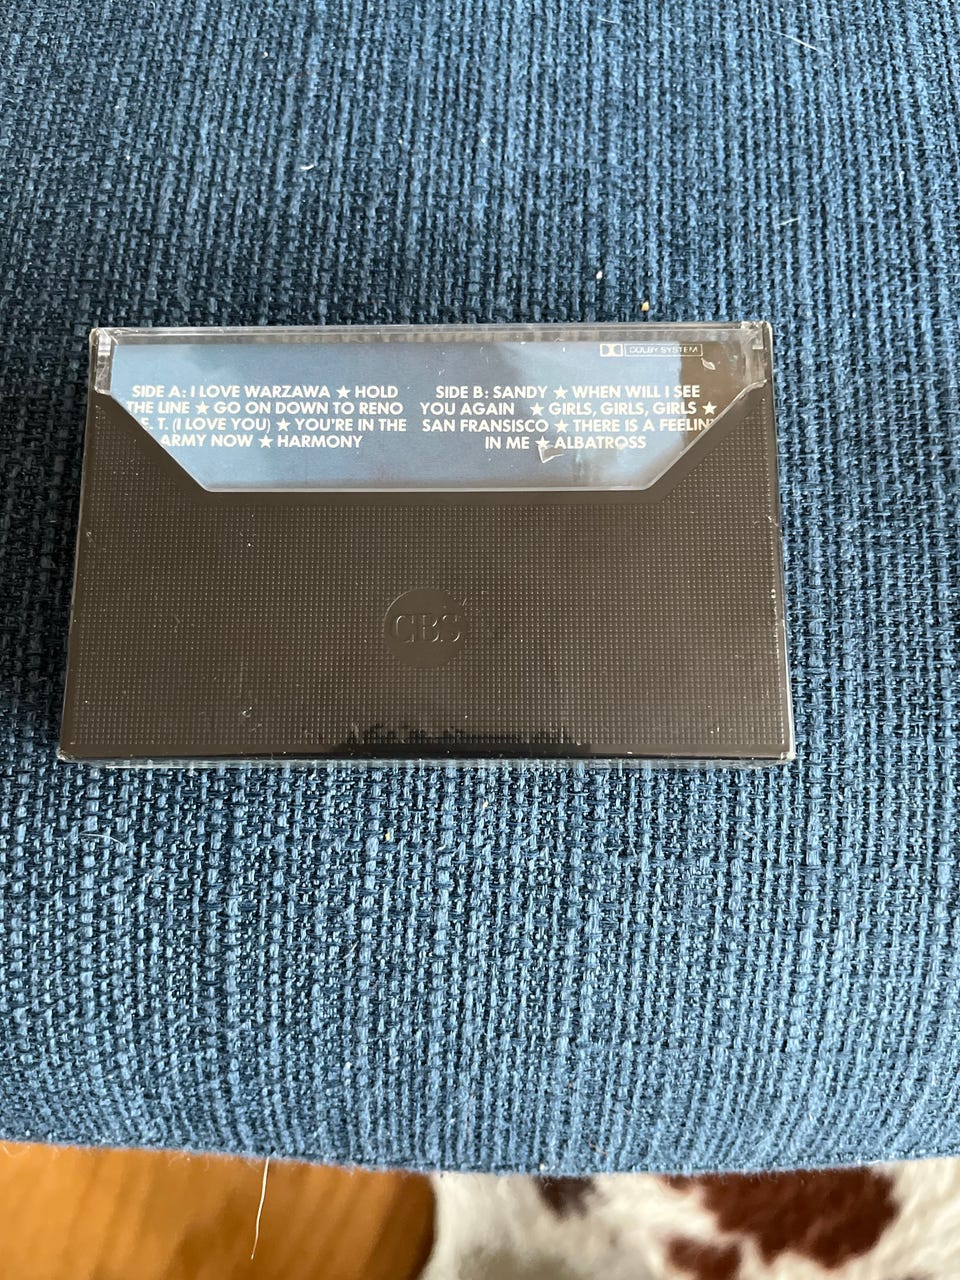 DOLBY SYSTEM
SIDE A: I LOVE WARZAWA ★ HOLD
THE LINE ★ GO ON DOWN TO RENO
E. T. (I LOVE YOU) ★ YOU'RE IN THE
ARMY NOW ★ HARMONY
SIDE B: SANDY ★ WHEN WILL I SEE
YOU AGAIN ★ GIRLS, GIRLS, GIRLS ★
SAN FRANSISCO ★ THERE IS A FEELIN'
IN ME ★ ALBATROSS
CBS